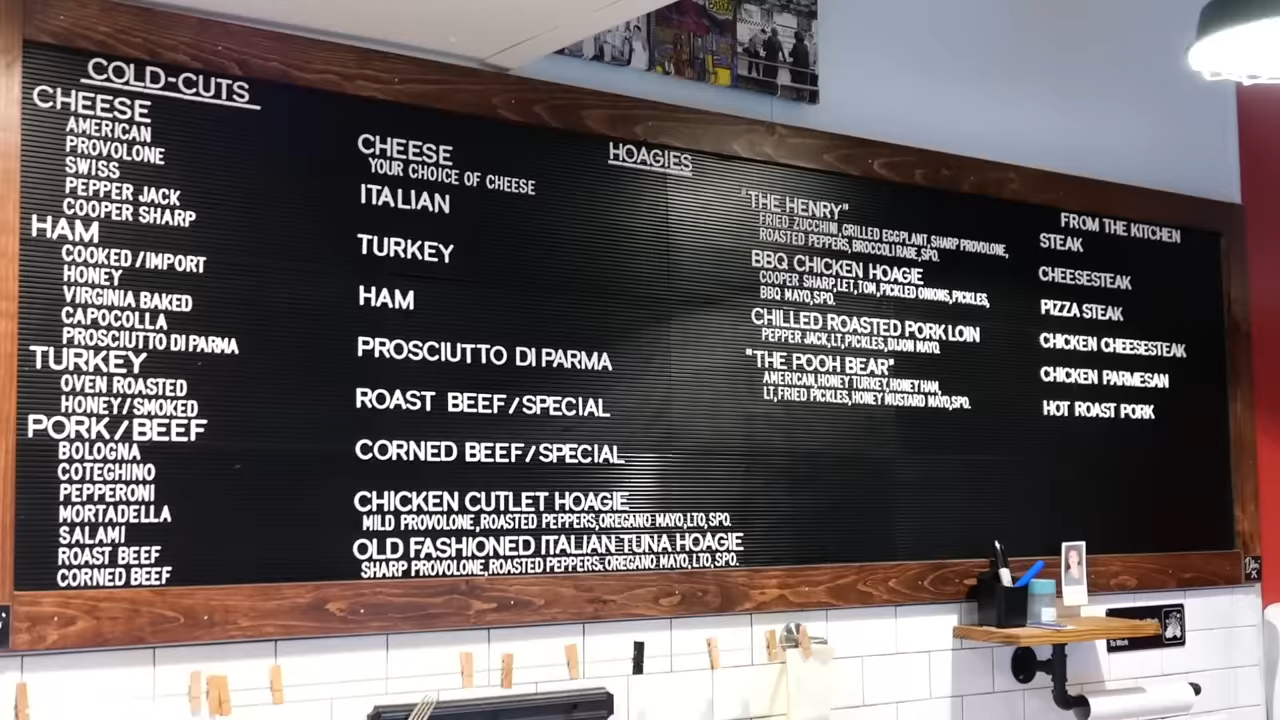 COLD-CUTS
CHEESE
AMERICAN
PROVOLONE
SWISS
PEPPER JACK
COOPER SHARP
HAM
COOKED/IMPORT
HONEY
VIRGINIA BAKED
CAPOCOLLA
PROSCIUTTO DI PARMA
TURKEY
OVEN ROASTED
HONEY/SMOKED
PORK/BEEF
BOLOGNA
COTEGHINO
PEPPERONI
MORTADELLA
SALAMI
ROAST BEEF
CORNED BEEF
HOAGIES
CHEESE
YOUR CHOICE OF CHEESE
ITALIAN
TURKEY
HAM
PROSCIUTTO DI PARMA
ROAST BEEF/SPECIAL
CORNED BEEF/SPECIAL
CHICKEN CUTLET HOAGIE
MILD PROVOLONE,ROASTED PEPPERS,OREGANO MAYO,LTO,SPO.
OLD FASHIONED ITALIAN TUNA HOAGIE
SHARP PROVOLONE,ROASTED PEPPERS,OREGANO MAYO,LTO,SPO.
"THE HENRY"
FRIED ZUCCHINI,GRILLED EGGPLANT,SHARP PROVOLONE,
ROASTED PEPPERS,BROCCOLI RABE,SPO.
BBQ CHICKEN HOAGIE
COOPER SHARP,LET,TOM,PICKLED ONIONS,PICKLES,
BBQ MAYO,SPO.
CHILLED ROASTED PORK LOIN
PEPPER JACK,LT,PICKLES,DIJON MAYO.
"THE POOH BEAR"
AMERICAN,HONEY TURKEY,HONEY HAM,
LT,FRIED PICKLES,HONEY MUSTARD MAYO,SPO.
FROM THE KITCHEN
STEAK
CHEESESTEAK
PIZZA STEAK
CHICKEN CHEESESTEAK
CHICKEN PARMESAN
HOT ROAST PORK
To Work